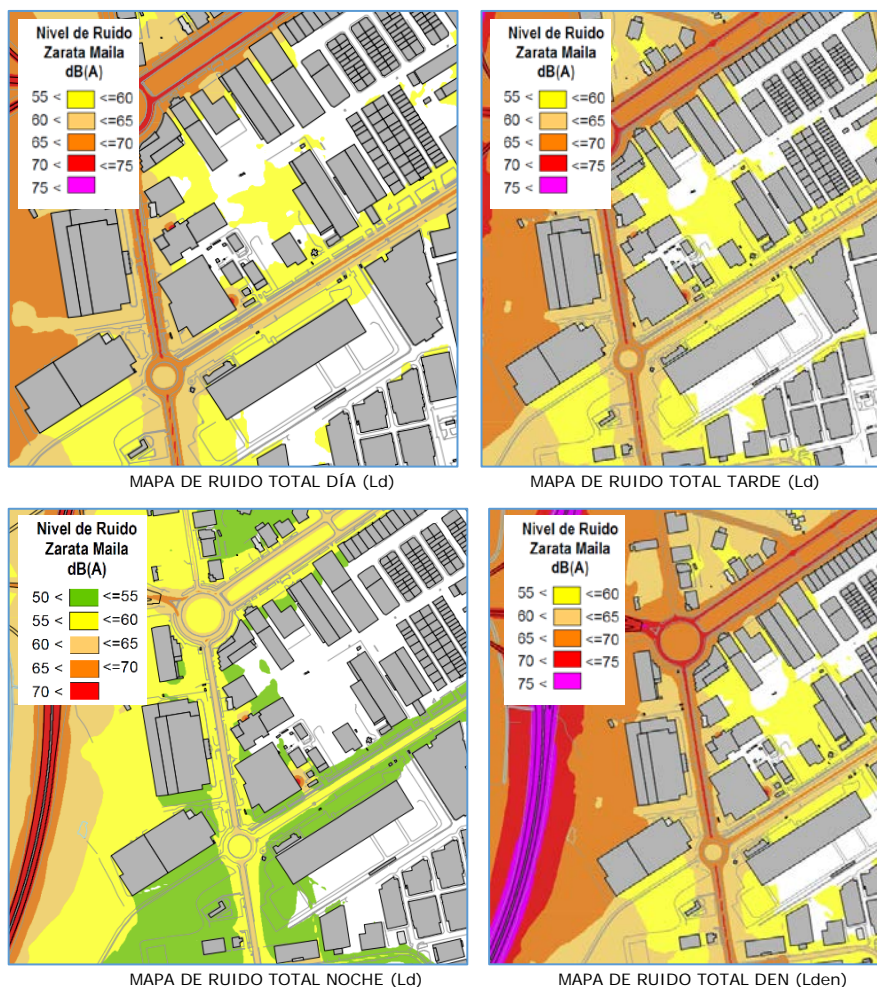 Nivel de Ruido
Zarata Maila
dB(A)
55 < <=60
60 < <=65
65 < <=70
70 < <=75
75 <
MAPA DE RUIDO TOTAL DÍA (Ld)
Nivel de Ruido
Zarata Maila
dB(A)
55 < <=60
60 < <=65
65 < <=70
70 < <=75
75 <
MAPA DE RUIDO TOTAL TARDE (Ld)
Nivel de Ruido
Zarata Maila
dB(A)
50 < <=55
55 < <=60
60 < <=65
65 < <=70
70 <
MAPA DE RUIDO TOTAL NOCHE (Ld)
Nivel de Ruido
Zarata Maila
dB(A)
55 < <=60
60 < <=65
65 < <=70
70 < <=75
75 <
MAPA DE RUIDO TOTAL DEN (Lden)